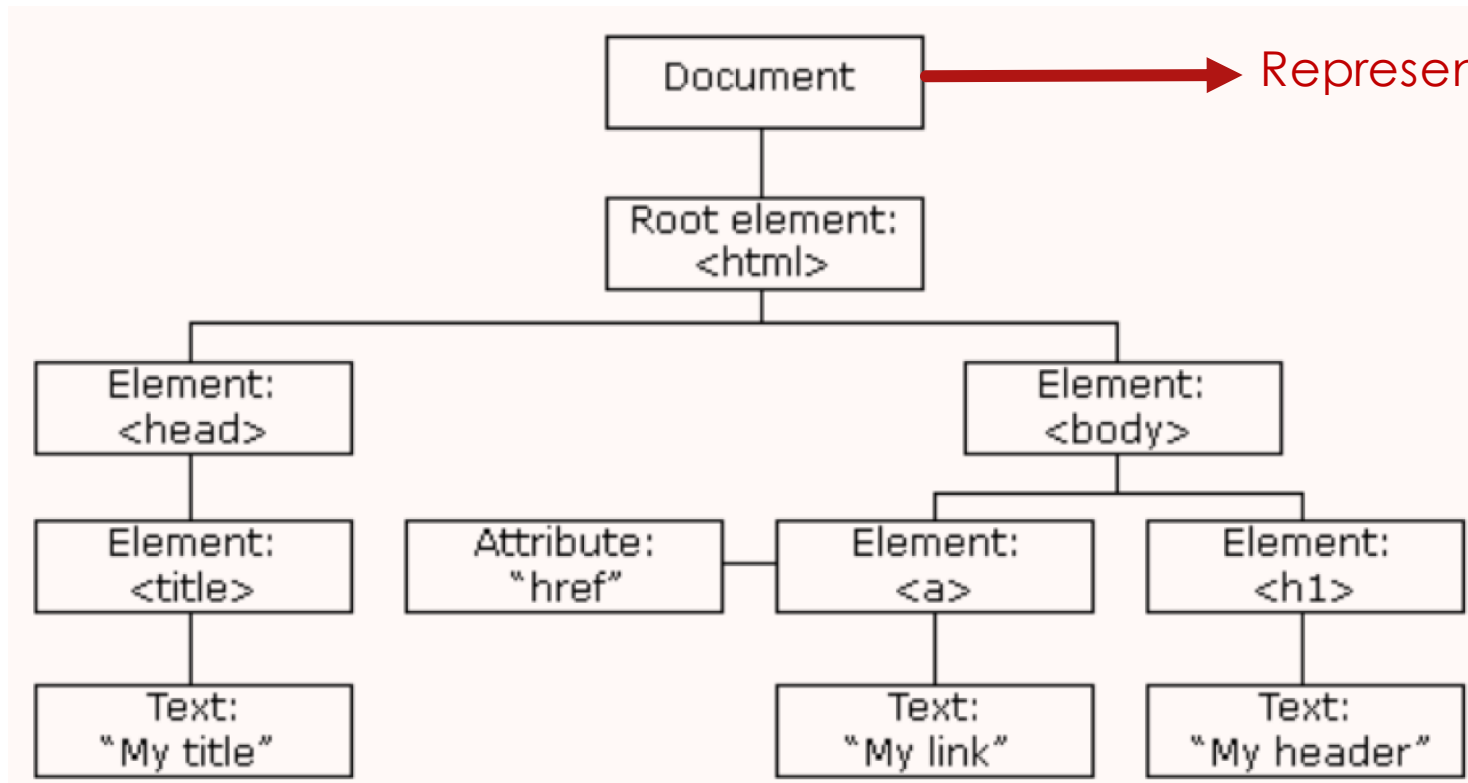 Document
Represen
Root element:
<html>
Element:
<head>
Element:
<body>
Element:
<title>
Attribute:
“href”
Element:
<a>
Element:
<h1>
Text:
“My title”
Text:
“My link”
Text:
“My header”